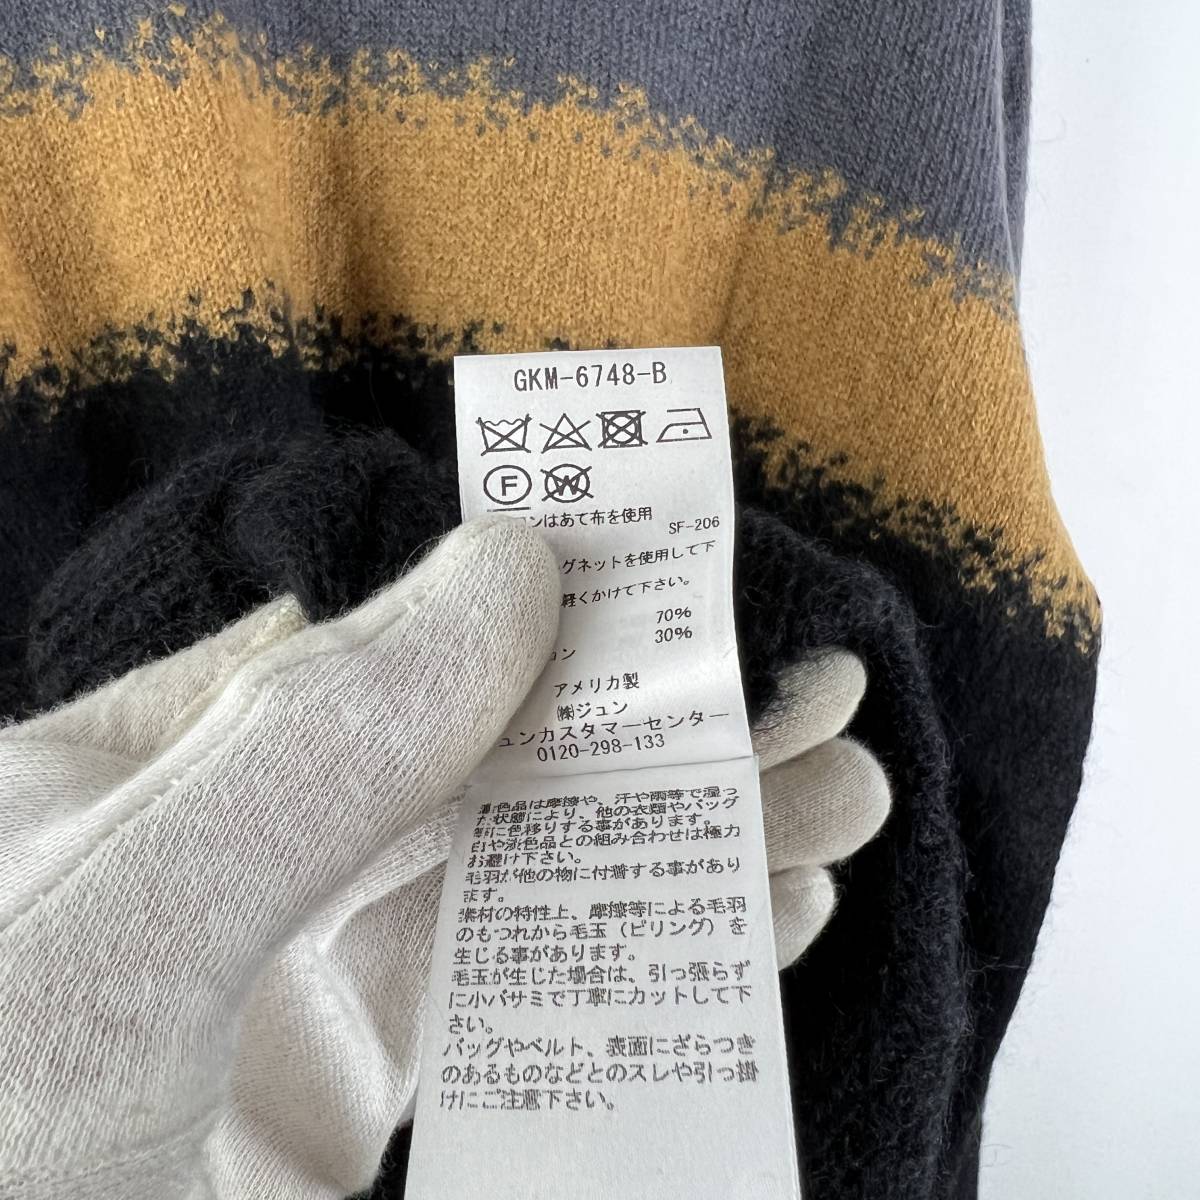 GKM-6748-B
F
W
ンはあて布を使用 SF-206
グネットを使用して下
軽くかけて下さい。
70%
30%
ョン
アメリカ製
㈱ジュン
ュンカスタマーセンター
0120-298-133
色品は摩擦や、汗や雨等で湿っ
た状態により、他の衣類やバッグ
等に色移りする事があります。
白や淡色品との組み合わせは極力
お避け下さい。
毛羽が他の物に付着する事があり
ます。
素材の特性上、摩擦等による毛羽
のもつれから毛玉（ピリング）を
生じる事があります。
毛玉が生じた場合は、引っ張らず
に小バサミで丁寧にカットして下
さい。
バッグやベルト、表面にざらつき
のあるものなどとのスレや引っ掛
けにご注意下さい。